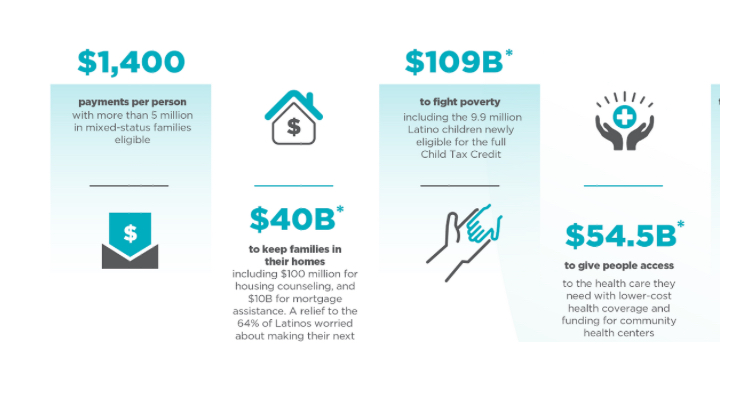 $1,400
payments per person
with more than 5 million
in mixed-status families
eligible
$
$
$40B*
to keep families in
their homes
including $100 million for
housing counseling, and
$10B for mortgage
assistance. A relief to the
64% of Latinos worried
about making their next
$109B*
to fight poverty
including the 9.9 million
Latino children newly
eligible for the full
Child Tax Credit
$54.5B*
to give people access
to the health care they
need with lower-cost
health coverage and
funding for community
health centers